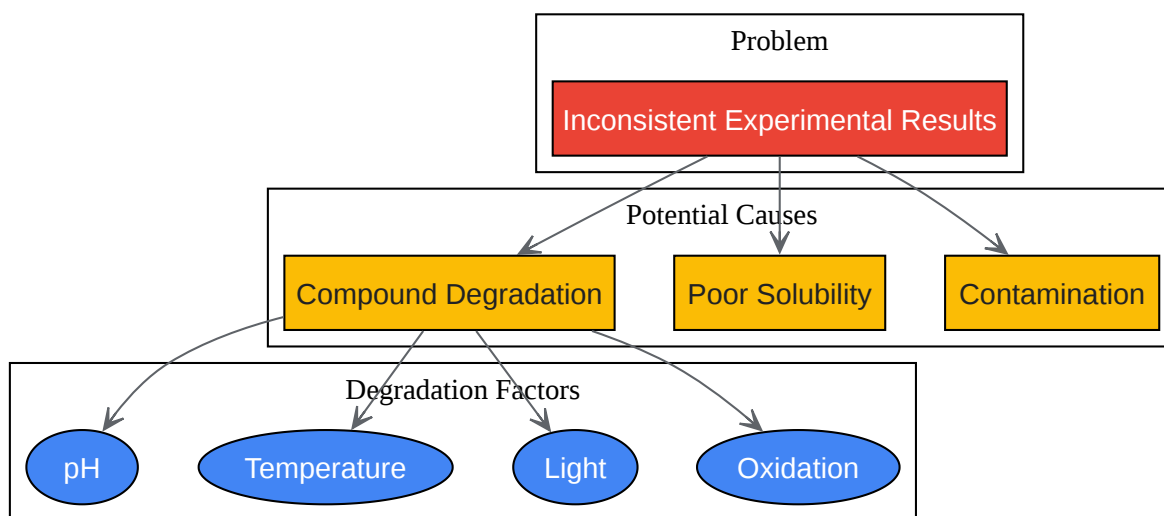 Problem
Inconsistent Experimental Results
Potential Causes
Compound Degradation
Poor Solubility
Contamination
Degradation Factors
pH
Temperature
Light
Oxidation